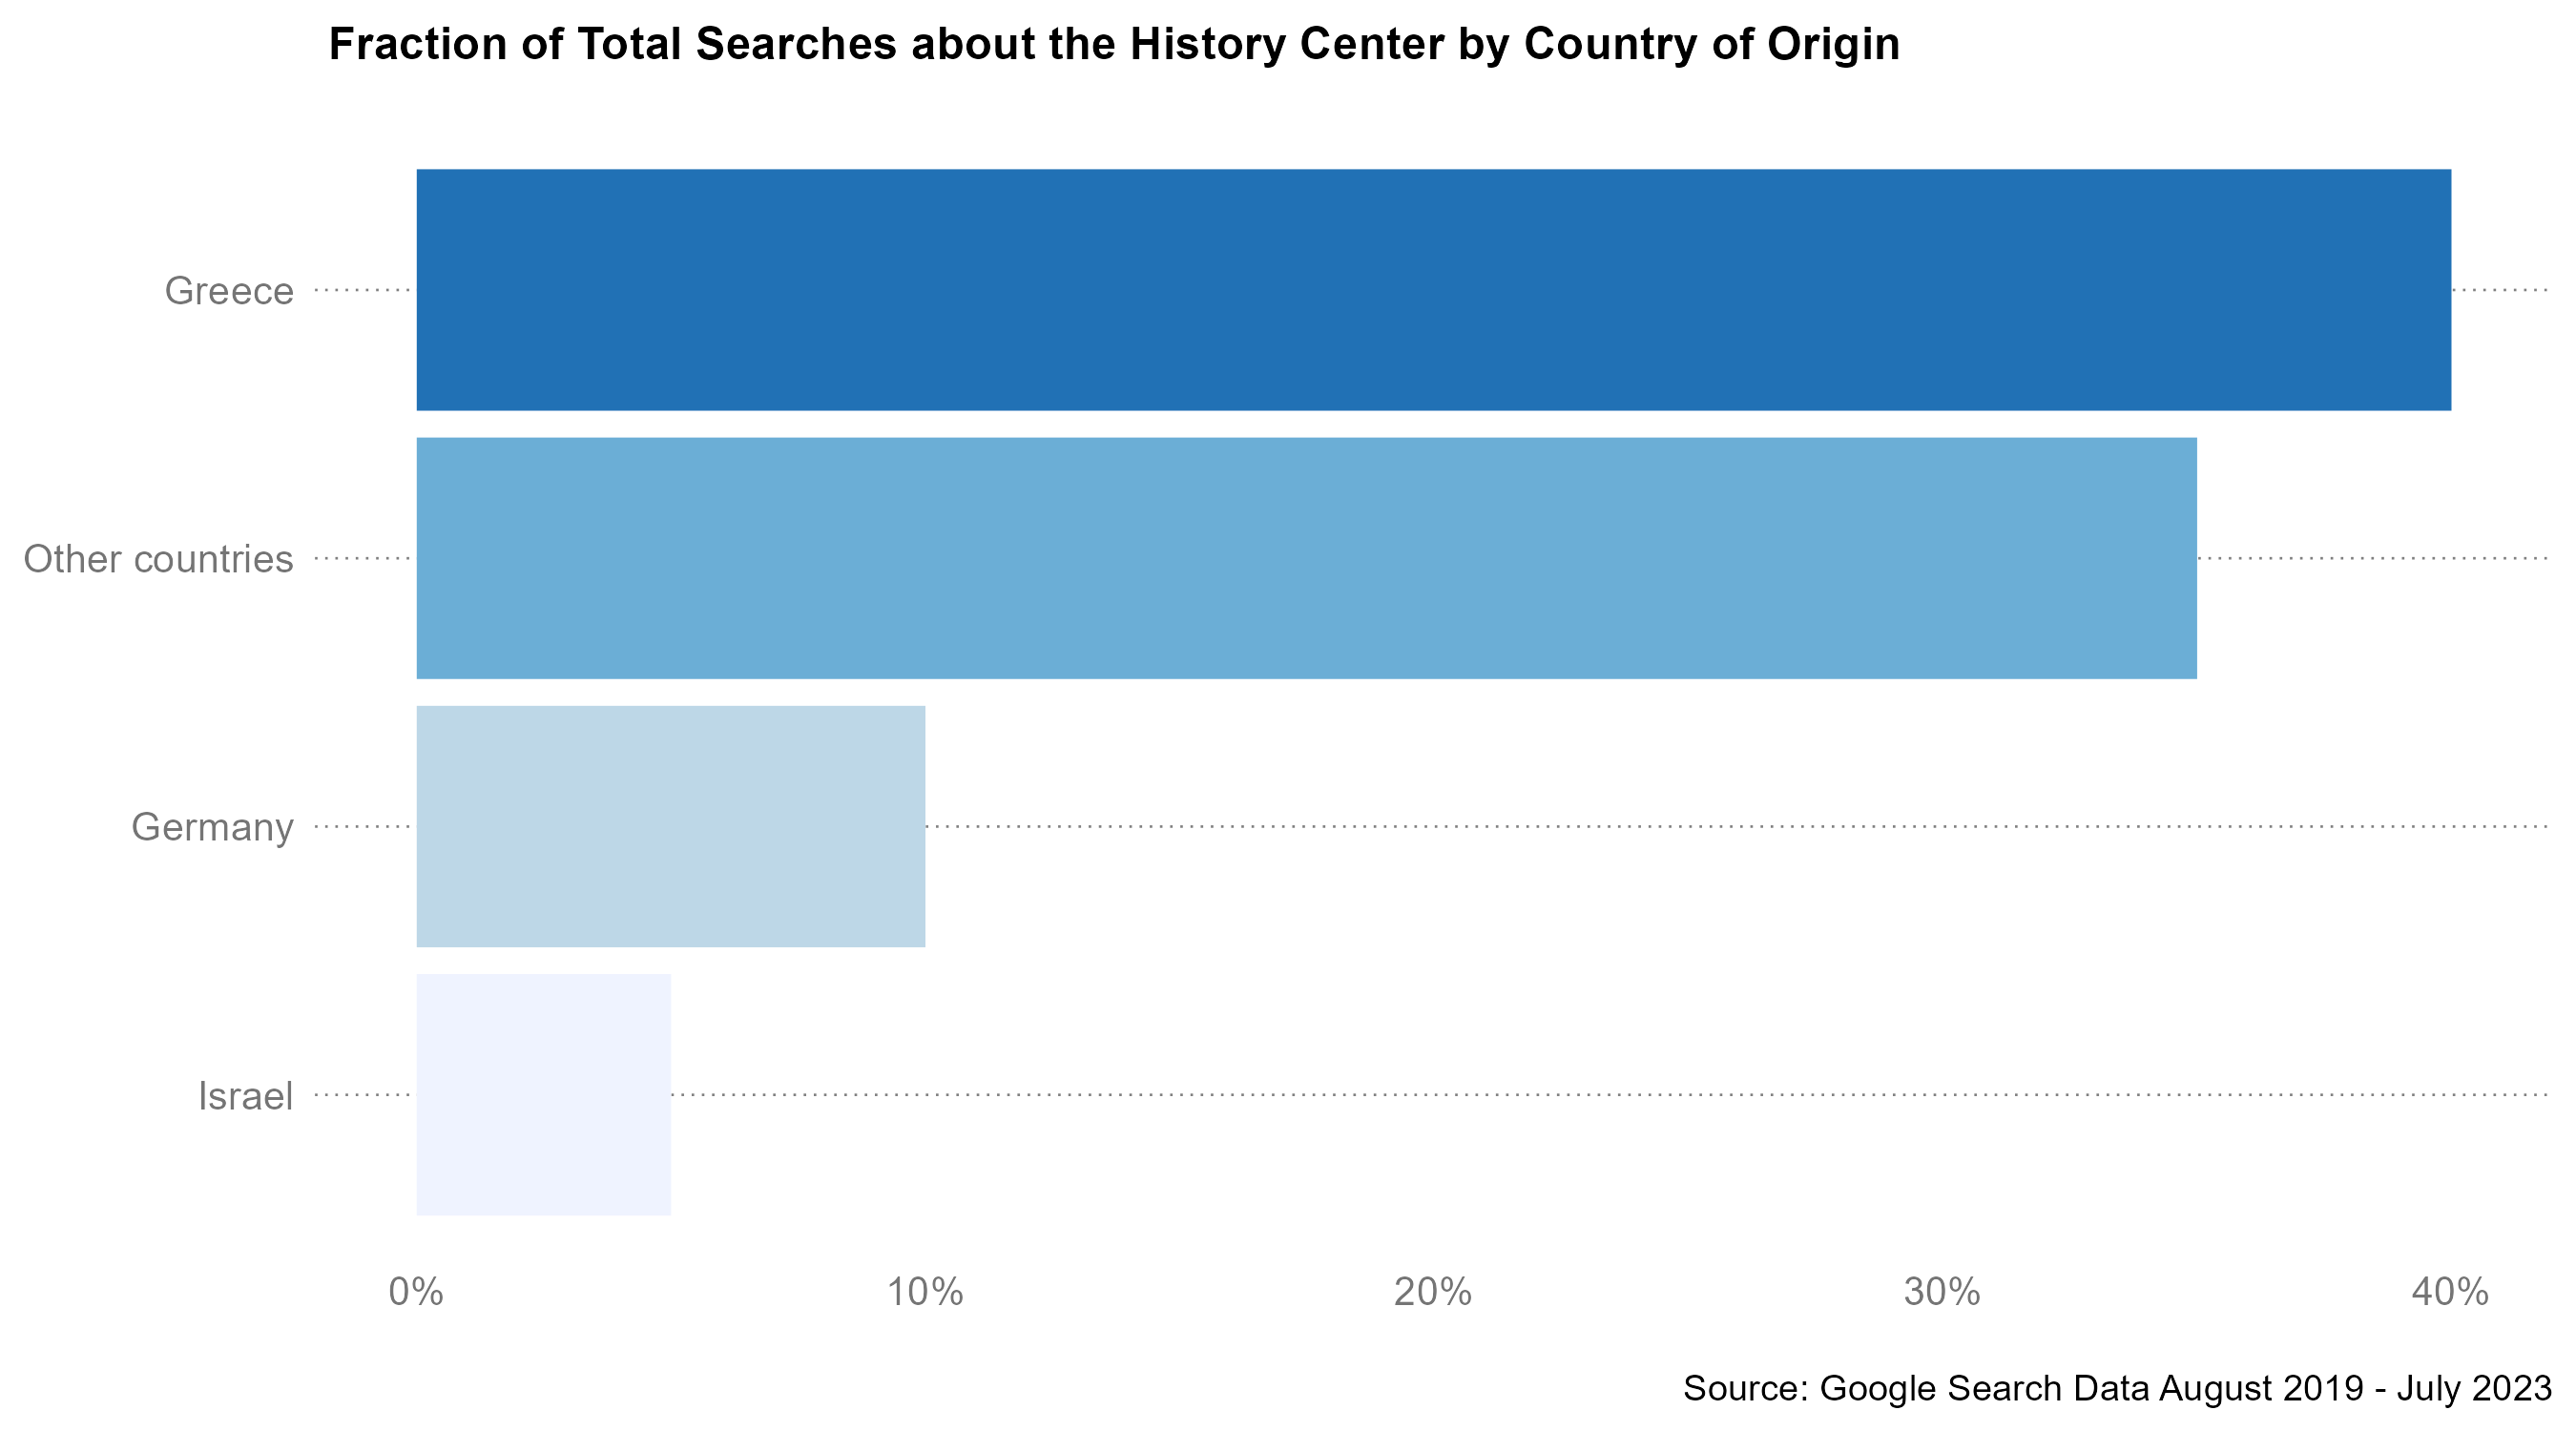 Fraction of Total Searches about the History Center by Country of Origin
Greece
Other countries
Germany
Israel
0% 10% 20% 30% 40%
Source: Google Search Data August 2019 - July 2023